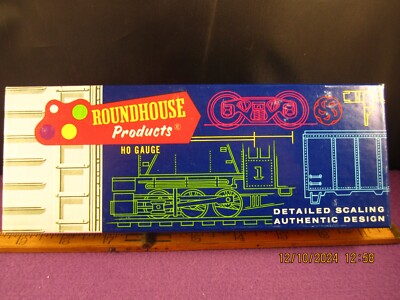 ROUNDHOUSE
Products®
HO GAUGE
1
DETAILED SCALING
AUTHENTIC DESIGN
12/10/2024 12:58